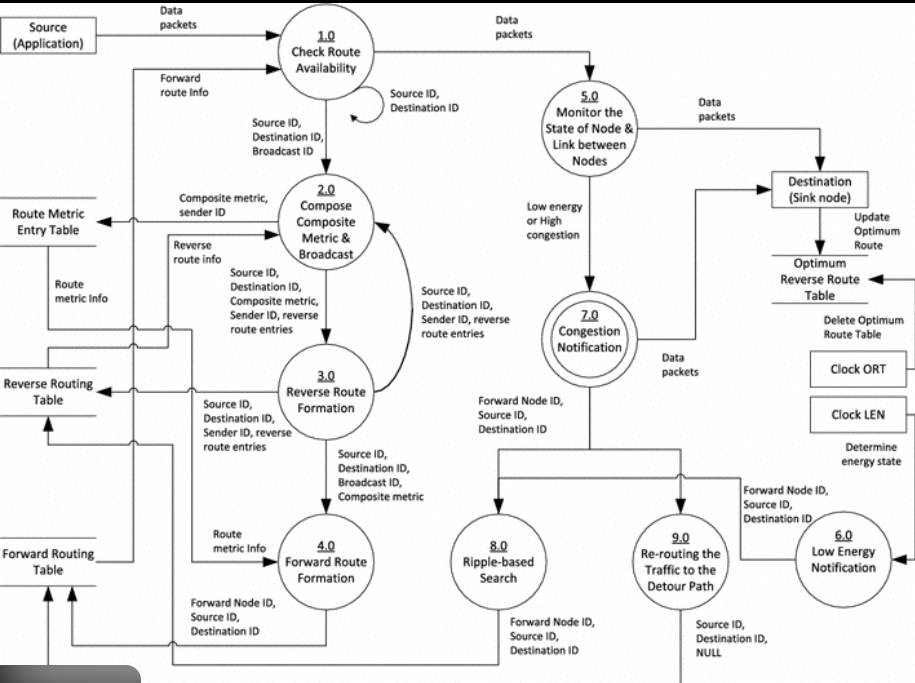 Source
(Application)
Data
packets
1.0
Check Route
Availability
Data
packets
Forward
route Info
Source ID,
Destination ID
Source ID,
Destination ID,
Broadcast ID
5.0
Monitor the
State of Node &
Link between
Nodes
Data
packets
Destination
(Sink node)
Update
Optimum
Route
Optimum
Reverse Route
Table
Delete Optimum
Route Table
Clock ORT
Clock LEN
Determine
energy state
Route Metric
Entry Table
Composite metric,
sender ID
2.0
Compose
Composite
Metric &
Broadcast
Reverse
route info
Low energy
or High
congestion
Route
metric Info
Source ID,
Destination ID,
Composite metric,
Sender ID, reverse
route entries
Source ID,
Destination ID,
Sender ID, reverse
route entries
7.0
Congestion
Notification
Data
packets
Reverse Routing
Table
3.0
Reverse Route
Formation
Source ID,
Destination ID,
Sender ID, reverse
route entries
Forward Node ID,
Source ID,
Destination ID
Source ID,
Destination ID,
Broadcast ID,
Composite metric
Forward Node ID,
Source ID,
Destination ID
Forward Routing
Table
Route
metric Info
4.0
Forward Route
Formation
8.0
Ripple-based
Search
9.0
Re-routing the
Traffic to the
Detour Path
6.0
Low Energy
Notification
Forward Node ID,
Source ID,
Destination ID
Forward Node ID,
Source ID,
Destination ID
Source ID,
Destination ID,
NULL